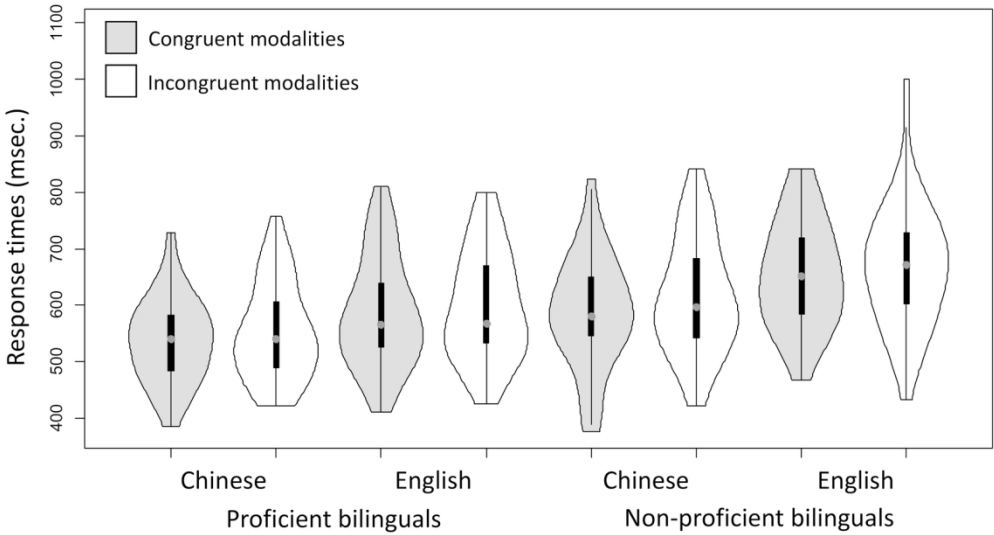 1100
1000
900
800
700
600
500
400
Response times (msec.)
Congruent modalities
Incongruent modalities
Chinese English Chinese English
Proficient bilinguals Non-proficient bilinguals